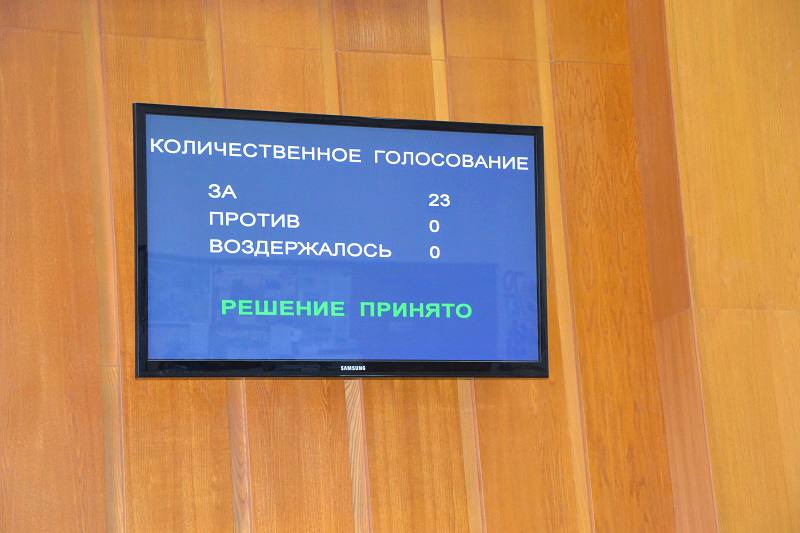 КОЛИЧЕСТВЕННОЕ ГОЛОСОВАНИЕ
ЗА 23
ПРОТИВ 0
ВОЗДЕРЖАЛОСЬ 0
РЕШЕНИЕ ПРИНЯТО
SAMSUNG